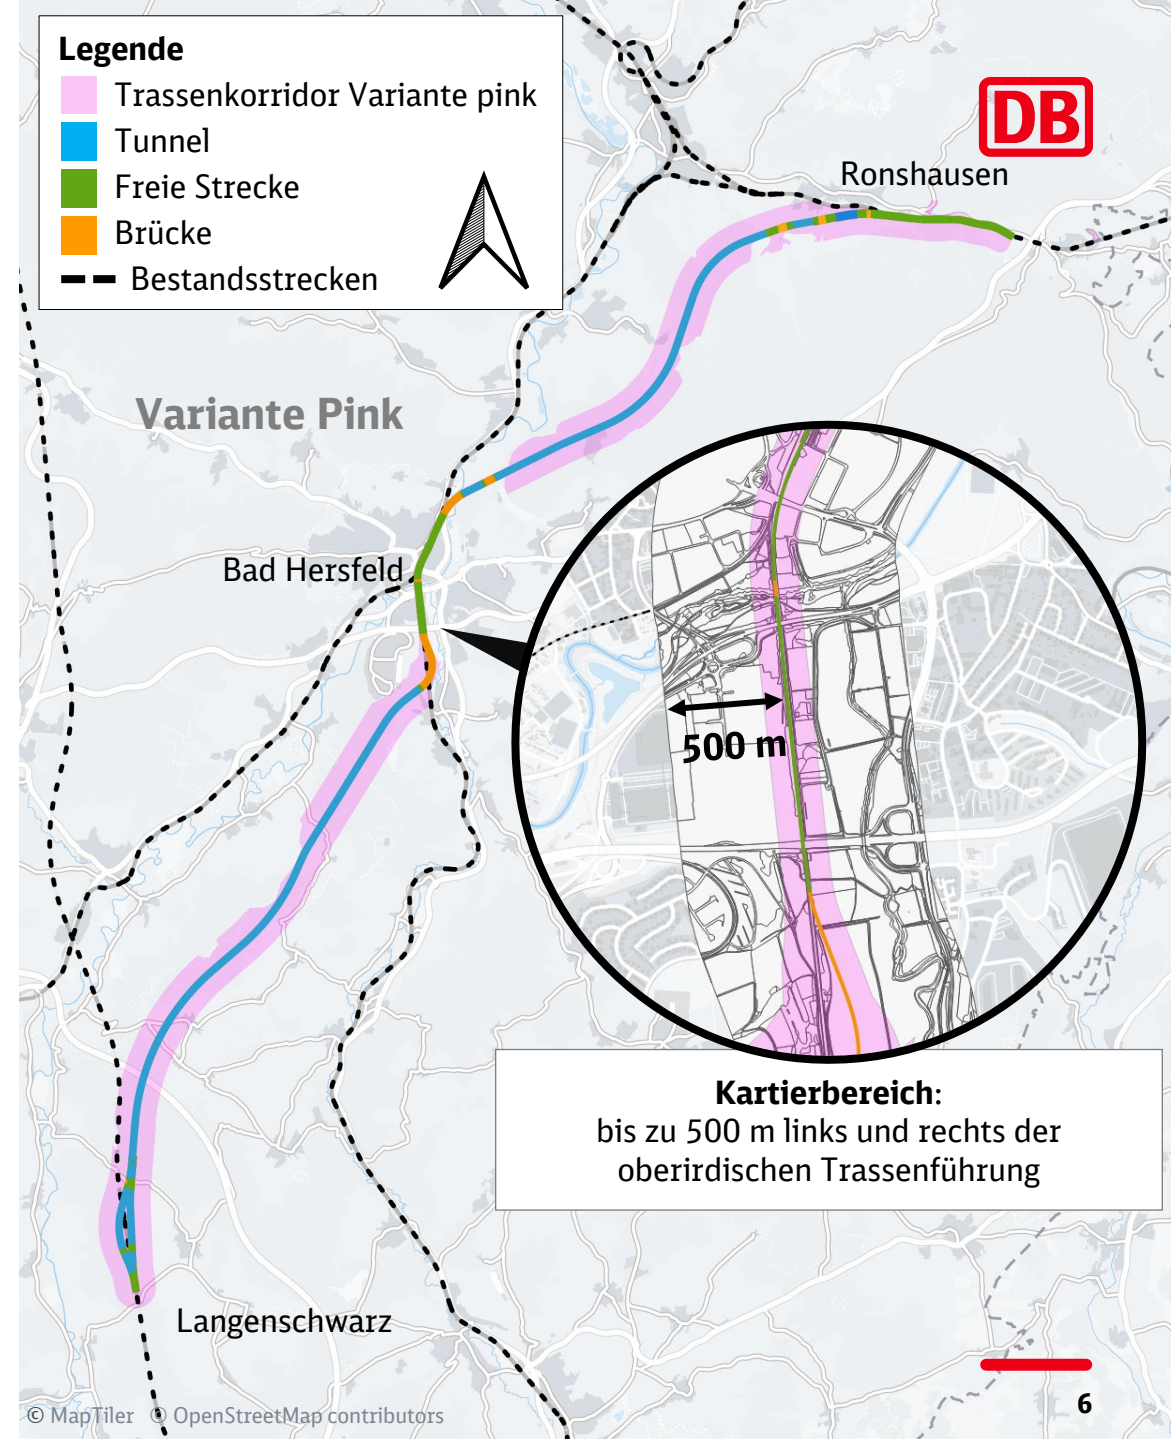 Legende
Trassenkorridor Variante pink
Tunnel
Freie Strecke
Brücke
Bestandsstrecken
DB
Ronshausen
Variante Pink
Bad Hersfeld
500 m
Kartierbereich:
bis zu 500 m links und rechts der
oberirdischen Trassenführung
Langenschwarz
© MapTiler © OpenStreetMap contributors
6